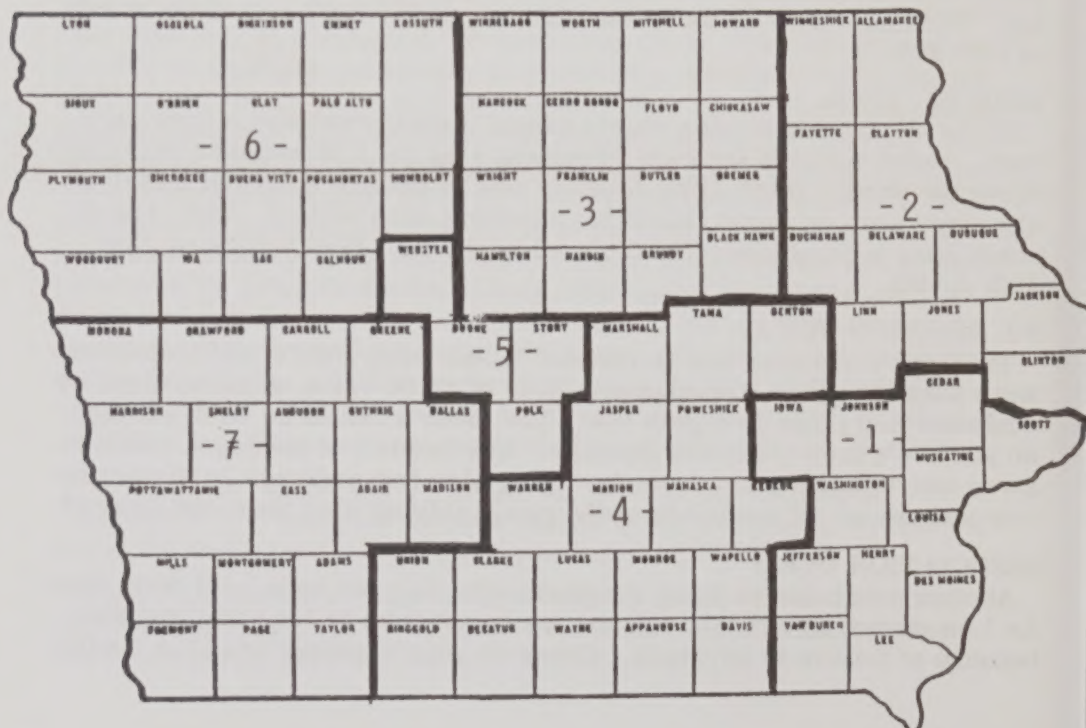 LYON OSCEOLA DICKINSON EMMET KOSSUTH WINNEBAGO WORTH MITCHELL HOWARD WINNESHIEK ALLAMAKEE
SIOUX O'BRIEN CLAY PALO ALTO HANCOCK CERRO GORDO FLOYD CHICKASAW
FAYETTE CLAYTON
- 6 -
PLYMOUTH CHEROKEE BUENA VISTA POCAHONTAS HUMBOLDT WRIGHT FRANKLIN BUTLER BREMER
- 3 -
- 2 -
WOODBURY IDA SAC CALHOUN WEBSTER HAMILTON HARDIN GRUNDY BLACK HAWK BUCHANAN DELAWARE DUBUQUE
JACKSON
MONONA CRAWFORD CARROLL GREENE BOONE STORY MARSHALL TAMA BENTON LINN JONES
- 5 -
CLINTON
CEDAR
HARRISON SHELBY AUDUBON GUTHRIE DALLAS POLK JASPER POWESHIEK IOWA JOHNSON
SCOTT
- 7 -
- 1 -
MUSCATINE
POTTAWATTAMIE CASS ADAIR MADISON WARREN MARION MAHASKA KEOKUK WASHINGTON
- 4 -
LOUISA
MILLS MONTGOMERY ADAMS UNION CLARKE LUCAS MONROE WAPELLO JEFFERSON HENRY
DES MOINES
FREMONT PAGE TAYLOR RINGGOLD DECATUR WAYNE APPANOOSE DAVIS VAN BUREN
LEE